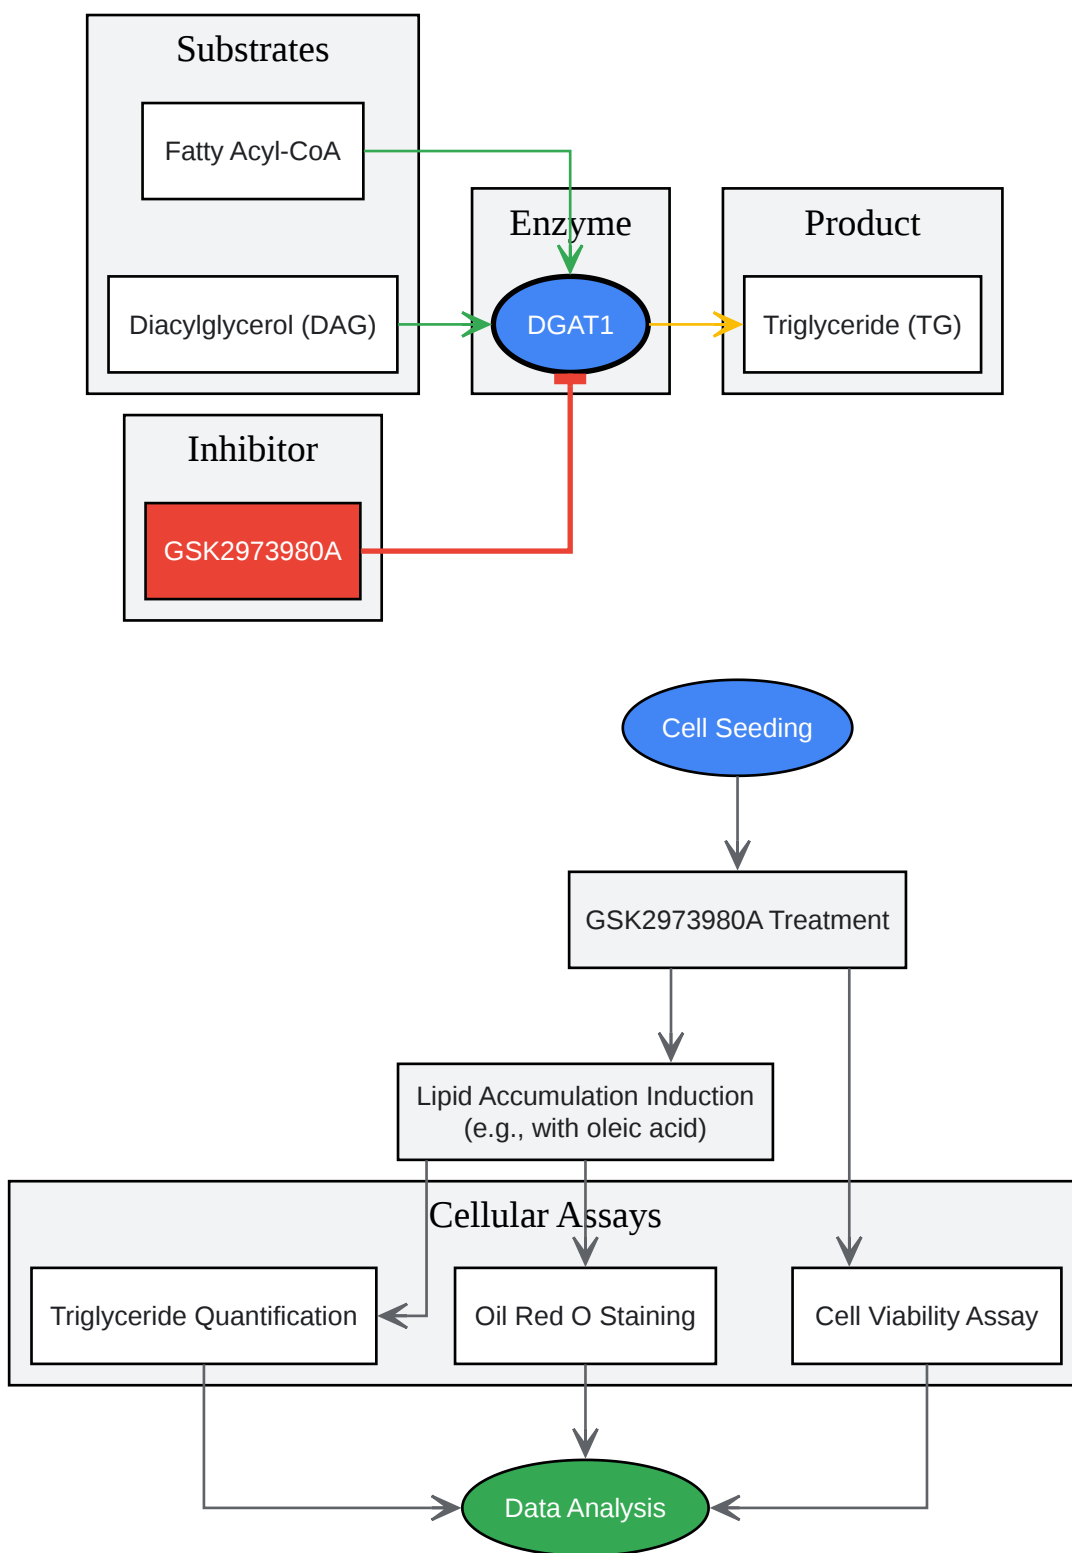 Substrates
Fatty Acyl-CoA
Enzyme
Product
Diacylglycerol (DAG)
DGAT1
Triglyceride (TG)
Inhibitor
GSK2973980A
Cell Seeding
GSK2973980A Treatment
Lipid Accumulation Induction
(e.g., with oleic acid)
Cellular Assays
Triglyceride Quantification
Oil Red O Staining
Cell Viability Assay
Data Analysis